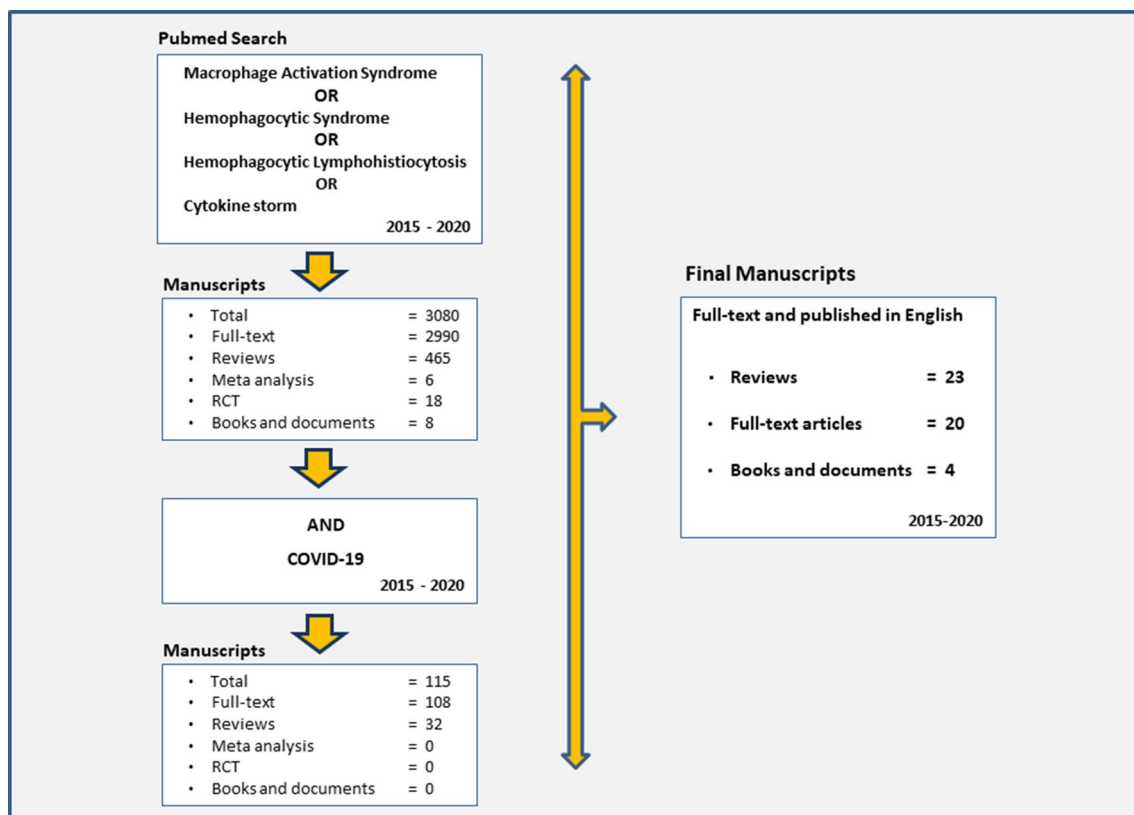 Pubmed Search
Macrophage Activation Syndrome
OR
Hemophagocytic Syndrome
OR
Hemophagocytic Lymphohistiocytosis
OR
Cytokine storm
2015 - 2020
Manuscripts
• Total = 3080
• Full-text = 2990
• Reviews = 465
• Meta analysis = 6
• RCT = 18
• Books and documents = 8
AND
COVID-19
2015 - 2020
Manuscripts
• Total = 115
• Full-text = 108
• Reviews = 32
• Meta analysis = 0
• RCT = 0
• Books and documents = 0
Final Manuscripts
Full-text and published in English
• Reviews = 23
• Full-text articles = 20
• Books and documents = 4
2015-2020